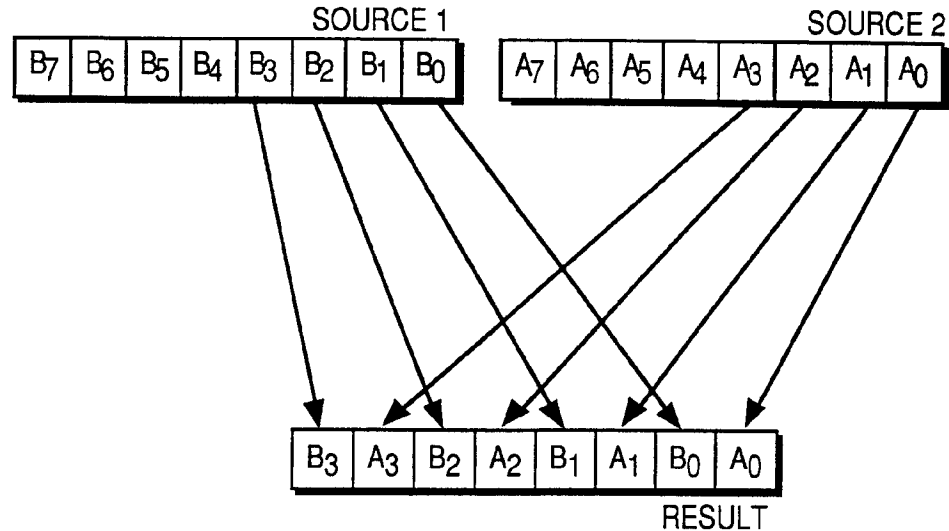 SOURCE 1
SOURCE 2
B7 B6 B5 B4 B3 B2 B1 B0
A7 A6 A5 A4 A3 A2 A1 A0
B3 A3 B2 A2 B1 A1 B0 A0
RESULT